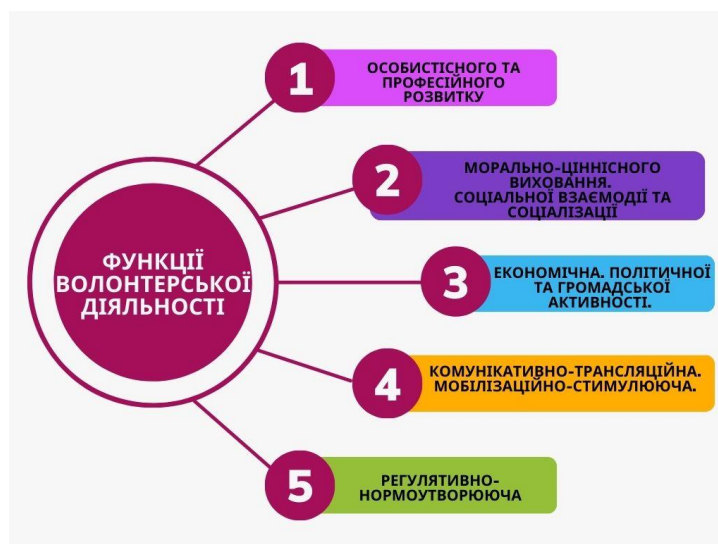 ФУНКЦІЇ
ВОЛОНТЕРСЬКОЇ
ДІЯЛЬНОСТІ
1
ОСОБИСТІСНОГО ТА
ПРОФЕСІЙНОГО
РОЗВИТКУ
2
МОРАЛЬНО-ЦІННІСНОГО
ВИХОВАННЯ.
СОЦІАЛЬНОЇ ВЗАЄМОДІЇ ТА
СОЦІАЛІЗАЦІЇ
3
ЕКОНОМІЧНА. ПОЛІТИЧНОЇ
ТА ГРОМАДСЬКОЇ
АКТИВНОСТІ.
4
КОМУНІКАТИВНО-ТРАНСЛЯЦІЙНА.
МОБІЛІЗАЦІЙНО-СТИМУЛЮЮЧА.
5
РЕГУЛЯТИВНО-
НОРМОУТВОРЮЮЧА